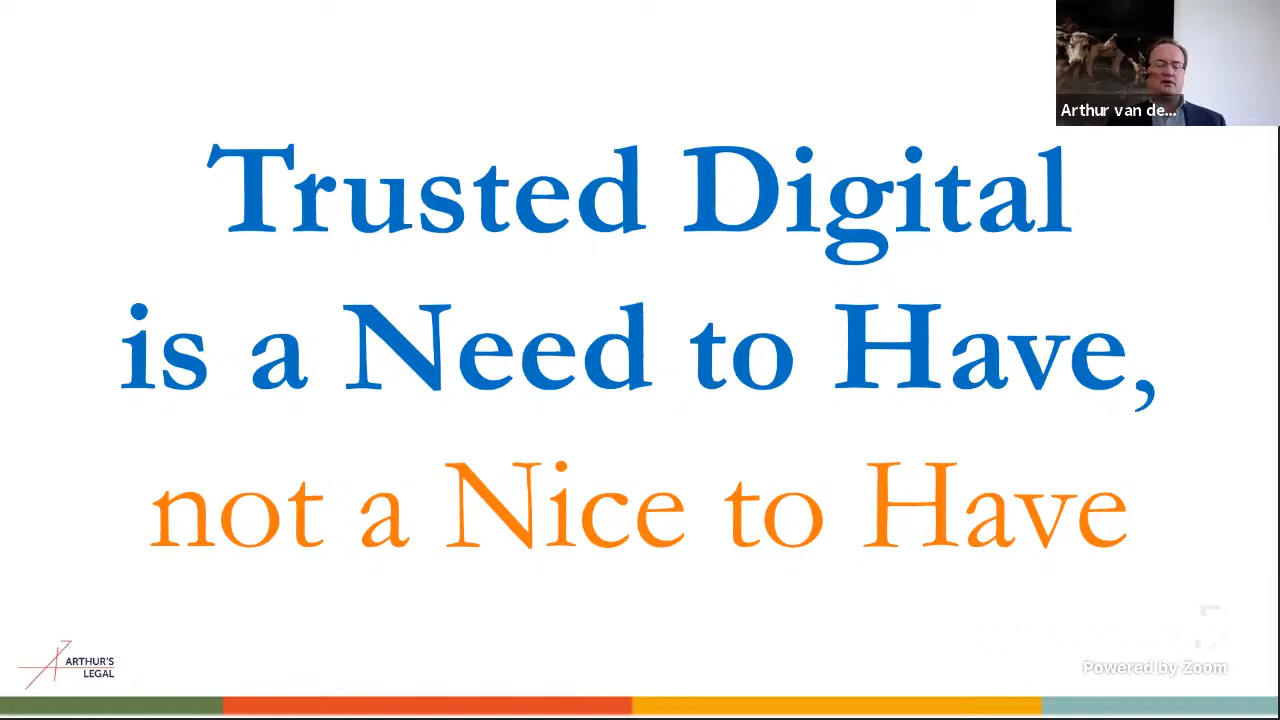 Arthur van de...
Trusted Digital
is a Need to Have,
not a Nice to Have
ARTHUR'S
LEGAL
Powered by Zoom